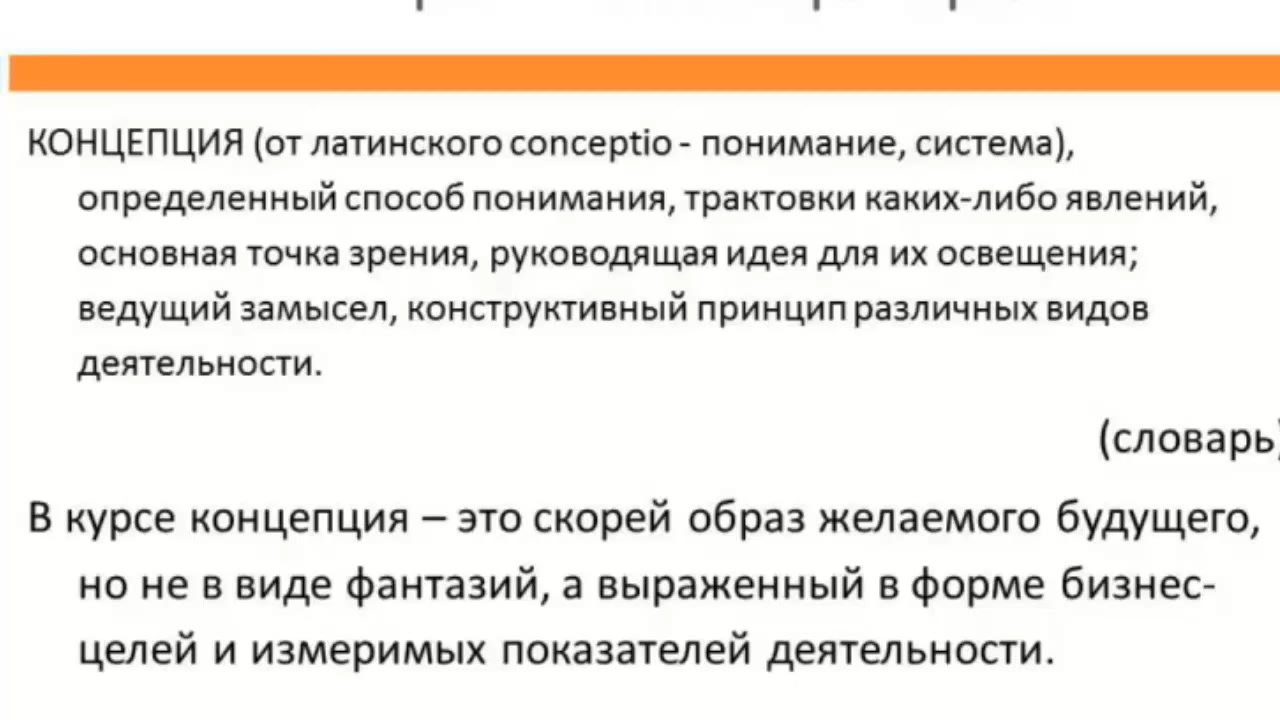 КОНЦЕПЦИЯ (от латинского conceptio - понимание, система),
определенный способ понимания, трактовки каких-либо явлений,
основная точка зрения, руководящая идея для их освещения;
ведущий замысел, конструктивный принцип различных видов
деятельности.
(словарь)
В курсе концепция – это скорей образ желаемого будущего,
но не в виде фантазий, а выраженный в форме бизнес-
целей и измеримых показателей деятельности.